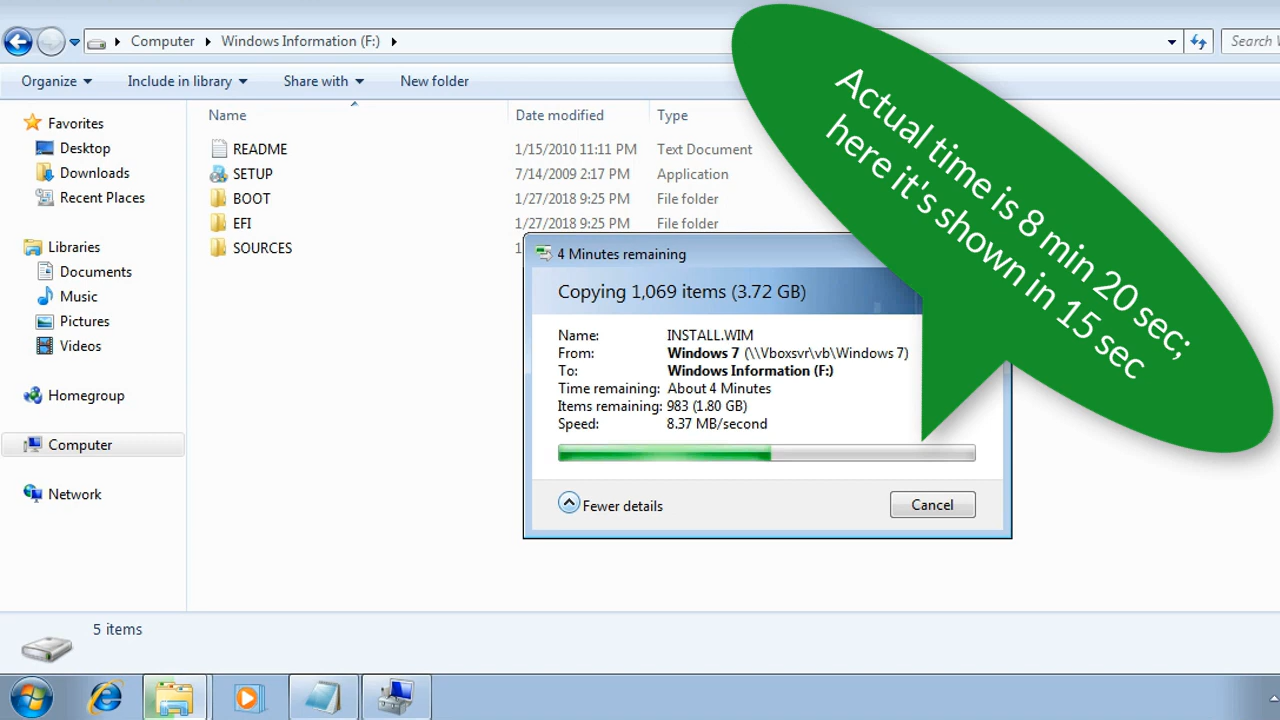 Computer
Windows Information (F:)
Search
Organize
Include in library
Share with
New folder
Favorites
Desktop
Downloads
Recent Places
Libraries
Documents
Music
Pictures
Videos
Homegroup
Computer
Network
Name Date modified Type
README 1/15/2010 11:11 PM Text Document
SETUP 7/14/2009 2:17 PM Application
BOOT 1/27/2018 9:25 PM File folder
EFI 1/27/2018 9:25 PM File folder
SOURCES
4 Minutes remaining
Copying 1,069 items (3.72 GB)
Name: INSTALL.WIM
From: Windows 7 (\\Vboxsvr\vb\Windows 7)
To: Windows Information (F:)
Time remaining: About 4 Minutes
Items remaining: 983 (1.80 GB)
Speed: 8.37 MB/second
Fewer details
Cancel
Actual time is 8 min 20 sec;
here it's shown in 15 sec
5 items